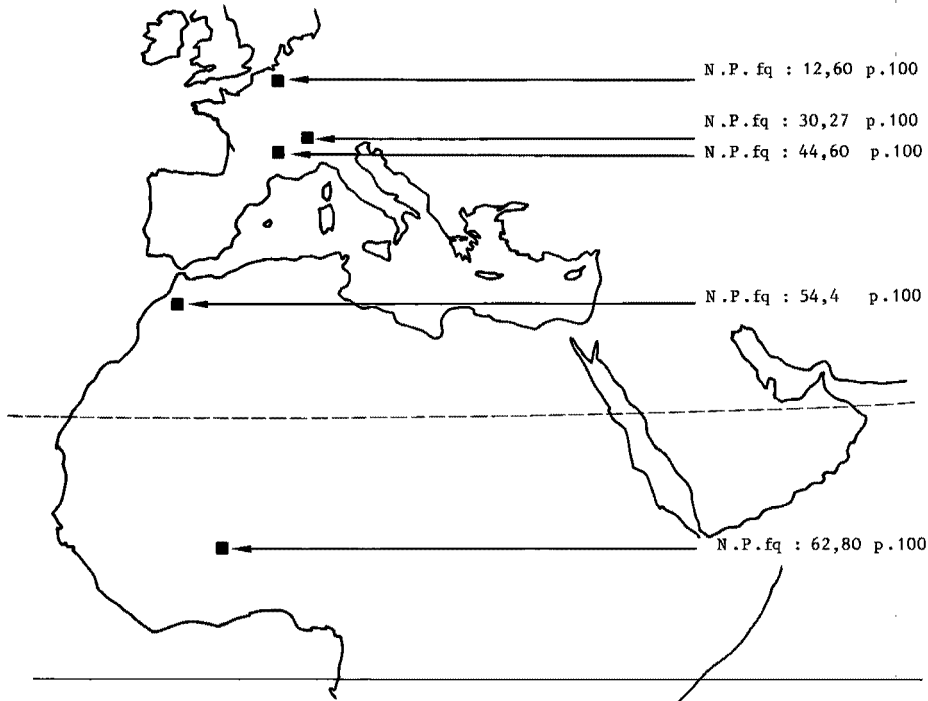 N.P.fq : 12,60 p.100
N.P.fq : 30,27 p.100
N.P.fq : 44,60 p.100
N.P.fq : 54,4 p.100
N.P.fq : 62,80 p.100